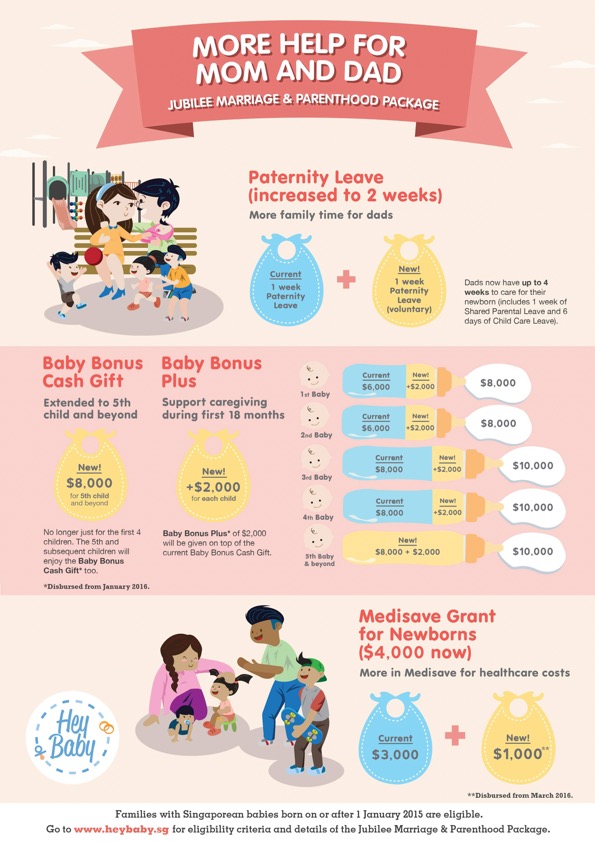 MORE HELP FOR
MOM AND DAD
JUBILEE MARRIAGE & PARENTHOOD PACKAGE
Paternity Leave
(increased to 2 weeks)
More family time for dads
Current
1 week
Paternity
Leave
+
New!
1 week
Paternity
Leave
(voluntary)
Dads now have up to 4
weeks to care for their
newborn (includes 1 week of
Shared Parental Leave and 6
days of Child Care Leave).
Baby Bonus
Cash Gift
Extended to 5th
child and beyond
New!
$8,000
for 5th child
and beyond
No longer just for the first 4
children. The 5th and
subsequent children will
enjoy the Baby Bonus
Cash Gift* too.
*Disbursed from January 2016.
Baby Bonus
Plus
Support caregiving
during first 18 months
New!
+$2,000
for each child
Baby Bonus Plus* of $2,000
will be given on top of the
current Baby Bonus Cash Gift.
1st Baby
Current
$6,000
New!
+$2,000
$8,000
2nd Baby
Current
$6,000
New!
+$2,000
$8,000
3rd Baby
Current
$8,000
New!
+$2,000
$10,000
4th Baby
Current
$8,000
New!
+$2,000
$10,000
5th Baby
& beyond
New!
$8,000 + $2,000
$10,000
Medisave Grant
for Newborns
($4,000 now)
More in Medisave for healthcare costs
Current
$3,000
+
New!
$1,000**
**Disbursed from March 2016.
Hey
Baby
Families with Singaporean babies born on or after 1 January 2015 are eligible.
Go to www.heybaby.sg for eligibility criteria and details of the Jubilee Marriage & Parenthood Package.